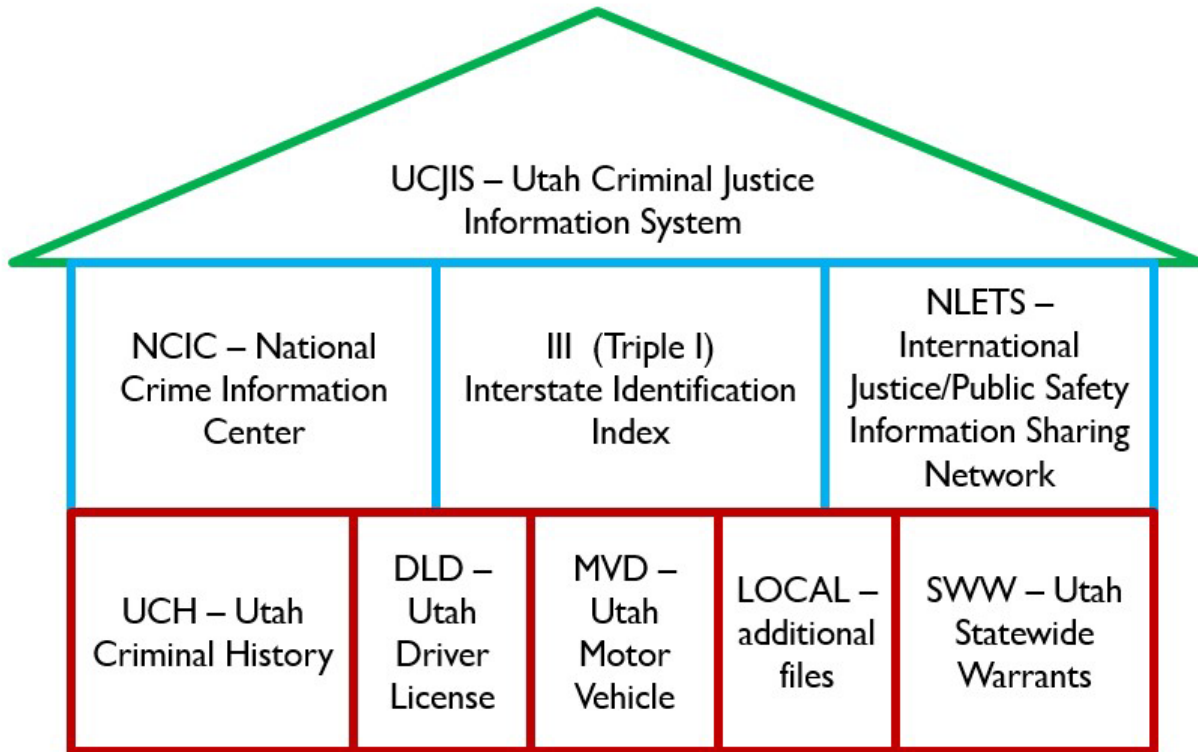 UCJIS – Utah Criminal Justice
Information System
NCIC – National
Crime Information
Center
III (Triple I)
Interstate Identification
Index
NLETS –
International
Justice/Public Safety
Information Sharing
Network
UCH – Utah
Criminal History
DLD –
Utah
Driver
License
MVD –
Utah
Motor
Vehicle
LOCAL –
additional
files
SWW – Utah
Statewide
Warrants